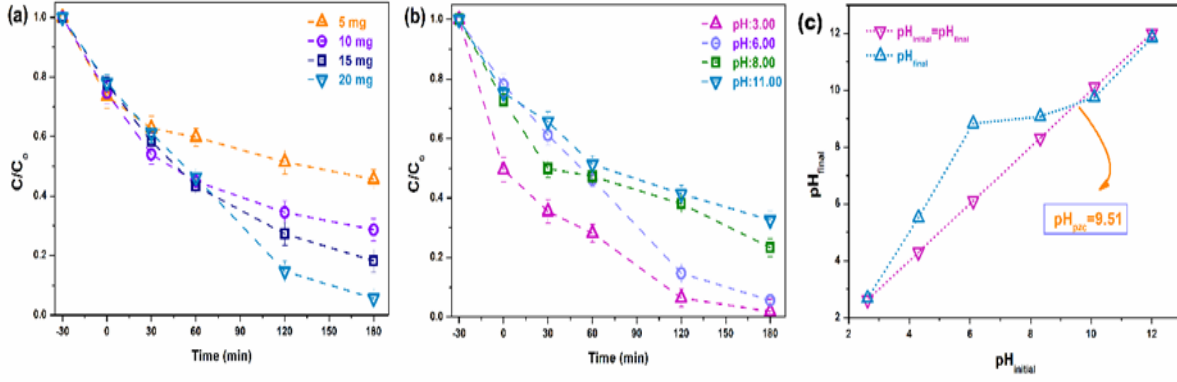 (a)
5 mg
10 mg
15 mg
20 mg
C/C₀
1.0
0.8
0.6
0.4
0.2
0.0
-30 0 30 60 90 120 150 180
Time (min)
(b)
pH:3.00
pH:6.00
pH:8.00
pH:11.00
C/C₀
1.0
0.8
0.6
0.4
0.2
0.0
-30 0 30 60 90 120 150 180
Time (min)
(c)
pHinitial=pHfinal
pHfinal
pHfinal
12
10
8
6
4
2
pHpzc=9.51
2 4 6 8 10 12
pHinitial